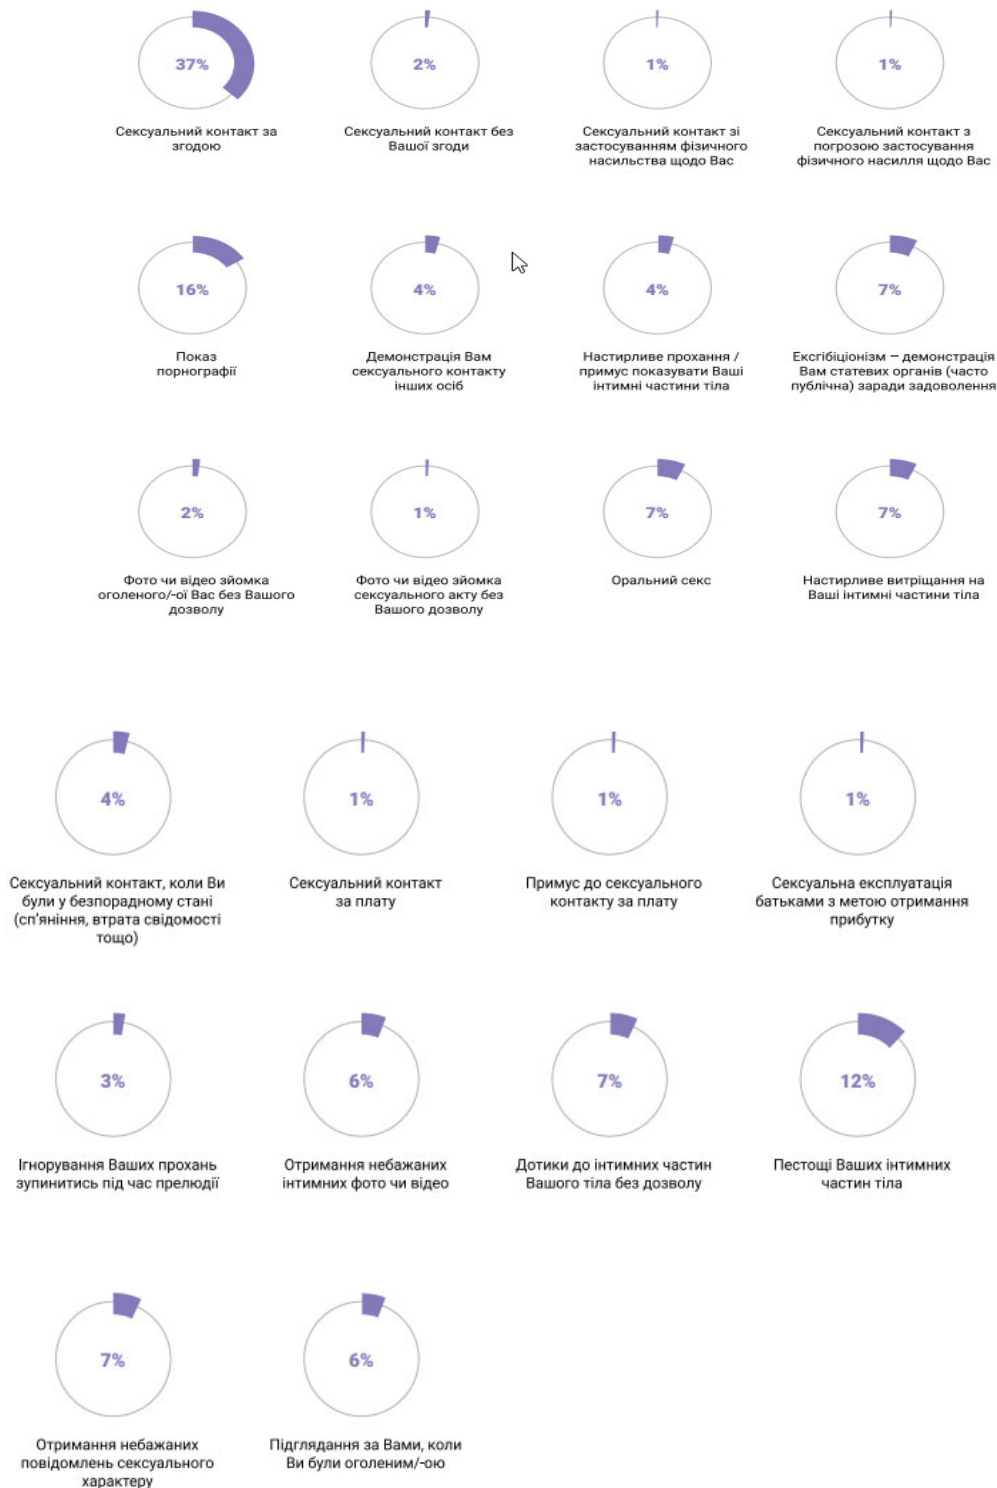 37%
2%
1%
1%
Сексуальний контакт за
згодою
Сексуальний контакт без
Вашої згоди
Сексуальний контакт зі
застосуванням фізичного
насильства щодо Вас
Сексуальний контакт з
погрозою застосування
фізичного насилля щодо Вас
16%
4%
4%
7%
Показ
порнографії
Демонстрація Вам
сексуального контакту
інших осіб
Настирливе прохання /
примус показувати Ваші
інтимні частини тіла
Ексгібіціонізм – демонстрація
Вам статевих органів (часто
публічна) заради задоволення
2%
1%
7%
7%
Фото чи відео зйомка
оголеного/-ої Вас без Вашого
дозволу
Фото чи відео зйомка
сексуального акту без
Вашого дозволу
Оральний секс
Настирливе витріщання на
Ваші інтимні частини тіла
4%
1%
1%
1%
Сексуальний контакт, коли Ви
були у безпорадному стані
(сп'яніння, втрата свідомості
тощо)
Сексуальний контакт
за плату
Примус до сексуального
контакту за плату
Сексуальна експлуатація
батьками з метою отримання
прибутку
3%
6%
7%
12%
Ігнорування Ваших прохань
зупинитись під час прелюдії
Отримання небажаних
інтимних фото чи відео
Дотики до інтимних частин
Вашого тіла без дозволу
Пестощі Ваших інтимних
частин тіла
7%
6%
Отримання небажаних
повідомлень сексуального
характеру
Підглядання за Вами, коли
Ви були оголеним/-ою